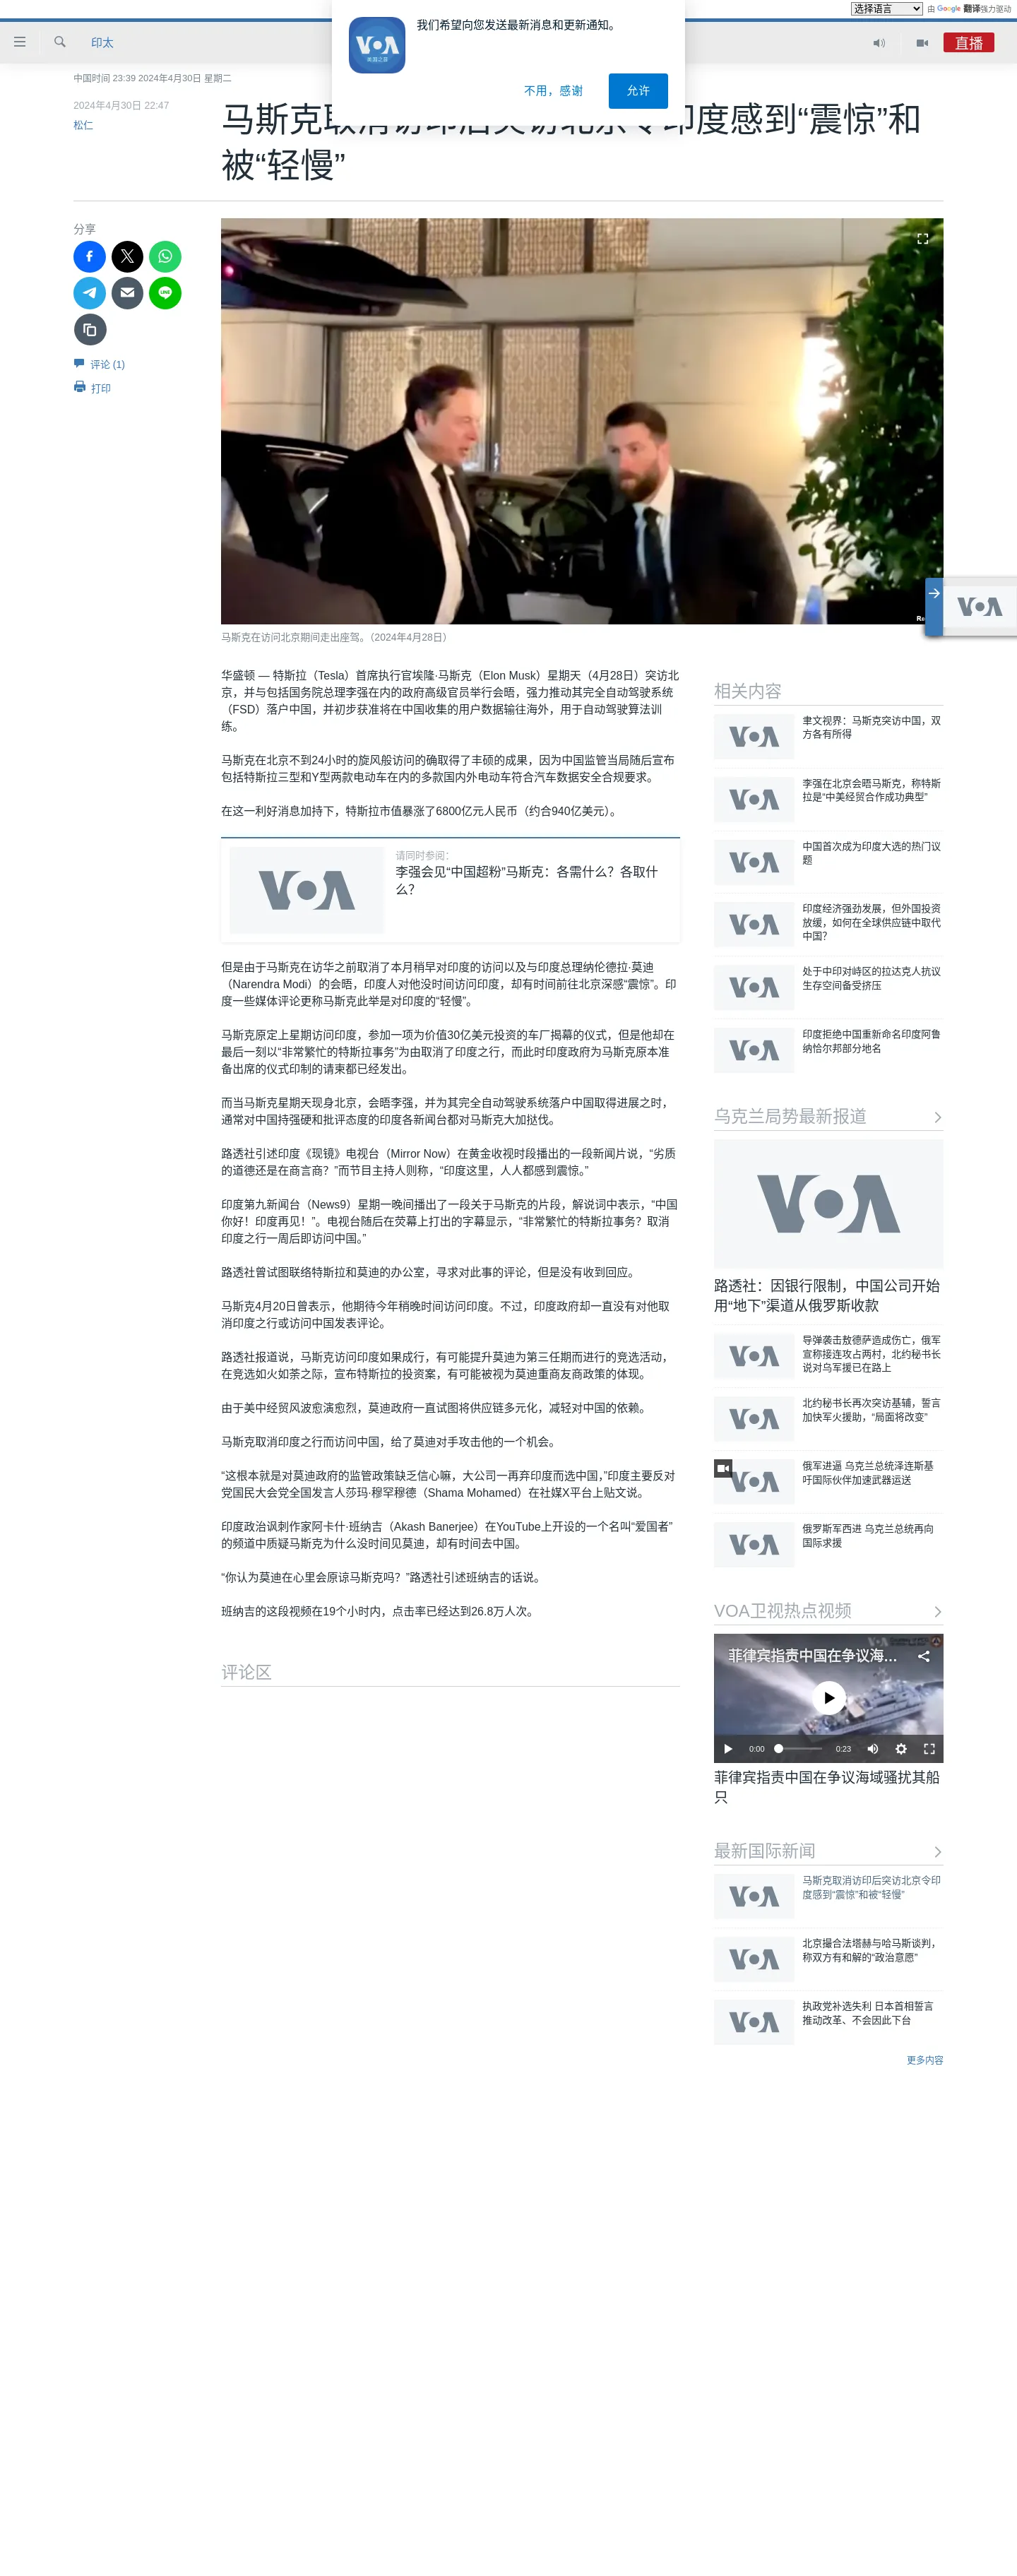 选择语言 由 Google 翻译强力驱动
我们希望向您发送最新消息和更新通知。
VOA
美国之音
不用，感谢
允许
印太
直播
中国时间 23:39 2024年4月30日 星期二
2024年4月30日 22:47
松仁
马斯克取消访印后突访北京令印度感到“震惊”和
被“轻慢”
分享
评论 (1)
打印
马斯克在访问北京期间走出座驾。（2024年4月28日）
华盛顿 — 特斯拉（Tesla）首席执行官埃隆·马斯克（Elon Musk）星期天（4月28日）突访北
京，并与包括国务院总理李强在内的政府高级官员举行会晤，强力推动其完全自动驾驶系统
（FSD）落户中国，并初步获准将在中国收集的用户数据输往海外，用于自动驾驶算法训
练。
马斯克在北京不到24小时的旋风般访问的确取得了丰硕的成果，因为中国监管当局随后宣布
包括特斯拉三型和Y型两款电动车在内的多款国内外电动车符合汽车数据安全合规要求。
在这一利好消息加持下，特斯拉市值暴涨了6800亿元人民币（约合940亿美元）。
VOA
请同时参阅：
李强会见“中国超粉”马斯克：各需什么？各取什
么？
但是由于马斯克在访华之前取消了本月稍早对印度的访问以及与印度总理纳伦德拉·莫迪
（Narendra Modi）的会晤，印度人对他没时间访问印度，却有时间前往北京深感“震惊”。印
度一些媒体评论更称马斯克此举是对印度的“轻慢”。
马斯克原定上星期访问印度，参加一项为价值30亿美元投资的车厂揭幕的仪式，但是他却在
最后一刻以“非常繁忙的特斯拉事务”为由取消了印度之行，而此时印度政府为马斯克原本准
备出席的仪式印制的请柬都已经发出。
而当马斯克星期天现身北京，会晤李强，并为其完全自动驾驶系统落户中国取得进展之时，
通常对中国持强硬和批评态度的印度各新闻台都对马斯克大加挞伐。
路透社引述印度《现镜》电视台（Mirror Now）在黄金收视时段播出的一段新闻片说，“劣质
的道德还是在商言商？”而节目主持人则称，“印度这里，人人都感到震惊。”
印度第九新闻台（News9）星期一晚间播出了一段关于马斯克的片段，解说词中表示，“中国
你好！印度再见！”。电视台随后在荧幕上打出的字幕显示，“非常繁忙的特斯拉事务？取消
印度之行一周后即访问中国。”
路透社曾试图联络特斯拉和莫迪的办公室，寻求对此事的评论，但是没有收到回应。
马斯克4月20日曾表示，他期待今年稍晚时间访问印度。不过，印度政府却一直没有对他取
消印度之行或访问中国发表评论。
路透社报道说，马斯克访问印度如果成行，有可能提升莫迪为第三任期而进行的竞选活动，
在竞选如火如荼之际，宣布特斯拉的投资案，有可能被视为莫迪重商友商政策的体现。
由于美中经贸风波愈演愈烈，莫迪政府一直试图将供应链多元化，减轻对中国的依赖。
马斯克取消印度之行而访问中国，给了莫迪对手攻击他的一个机会。
“这根本就是对莫迪政府的监管政策缺乏信心嘛，大公司一再弃印度而选中国，”印度主要反对
党国民大会党全国发言人莎玛·穆罕穆德（Shama Mohamed）在社媒X平台上贴文说。
印度政治讽刺作家阿卡什·班纳吉（Akash Banerjee）在YouTube上开设的一个名叫“爱国者”
的频道中质疑马斯克为什么没时间见莫迪，却有时间去中国。
“你认为莫迪在心里会原谅马斯克吗？”路透社引述班纳吉的话说。
班纳吉的这段视频在19个小时内，点击率已经达到26.8万人次。
评论区
VOA
相关内容
VOA
聿文视界：马斯克突访中国，双
方各有所得
VOA
李强在北京会晤马斯克，称特斯
拉是“中美经贸合作成功典型”
VOA
中国首次成为印度大选的热门议
题
VOA
印度经济强劲发展，但外国投资
放缓，如何在全球供应链中取代
中国？
VOA
处于中印对峙区的拉达克人抗议
生存空间备受挤压
VOA
印度拒绝中国重新命名印度阿鲁
纳恰尔邦部分地名
乌克兰局势最新报道
VOA
路透社：因银行限制，中国公司开始
用“地下”渠道从俄罗斯收款
VOA
导弹袭击敖德萨造成伤亡，俄军
宣称接连攻占两村，北约秘书长
说对乌军援已在路上
VOA
北约秘书长再次突访基辅，誓言
加快军火援助，“局面将改变”
VOA
俄军进逼 乌克兰总统泽连斯基
吁国际伙伴加速武器运送
VOA
俄罗斯军西进 乌克兰总统再向
国际求援
VOA卫视热点视频
菲律宾指责中国在争议海...
0:00
0:23
菲律宾指责中国在争议海域骚扰其船
只
最新国际新闻
VOA
马斯克取消访印后突访北京令印
度感到“震惊”和被“轻慢”
VOA
北京撮合法塔赫与哈马斯谈判，
称双方有和解的“政治意愿”
VOA
执政党补选失利 日本首相誓言
推动改革、不会因此下台
更多内容